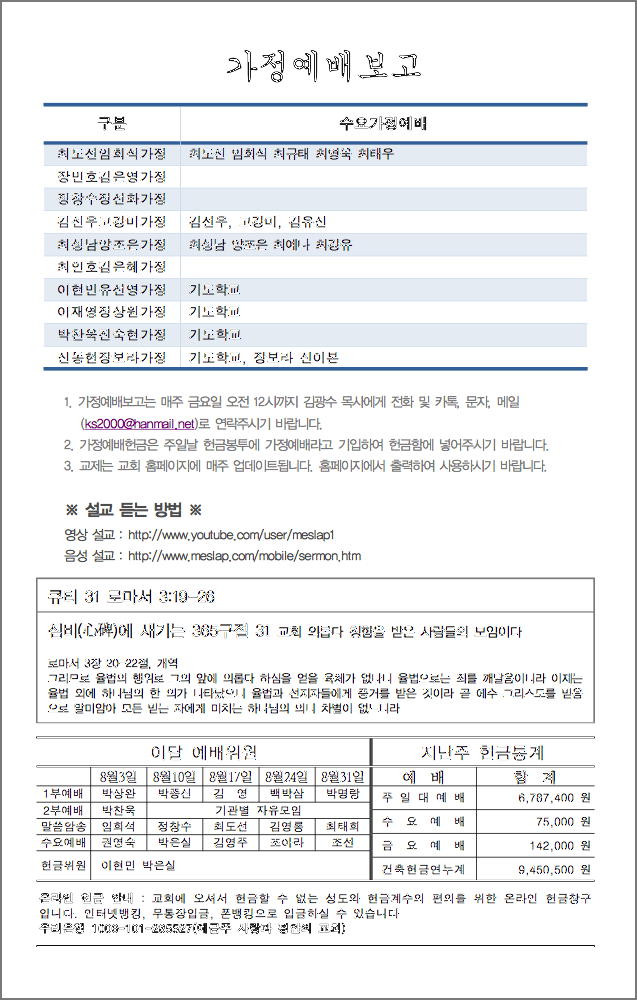 가정예배보고
구분 수요가정예배
최도선임희식가정 최도선 임희식 최규태 최영욱 최태우
장민호김은영가정
정창수정선화가정
김선우고강미가정 김선우, 고강미, 김유신
최성남양조은가정 최성남 양조은 최예나 최강유
최인호김은혜가정
이현민유선영가정 기도학교
이재영정상원가정 기도학교
박찬욱신숙현가정 기도학교
신동현장보라가정 기도학교, 장보라 신이븐
1. 가정예배보고는 매주 금요일 오전 12시까지 김광수 목사에게 전화 및 카톡, 문자, 메일
(ks2000@hanmail.net)로 연락주시기 바랍니다.
2. 가정예배헌금은 주일날 헌금봉투에 가정예배라고 기입하여 헌금함에 넣어주시기 바랍니다.
3. 교제는 교회 홈페이지에 매주 업데이트됩니다. 홈페이지에서 출력하여 사용하시기 바랍니다.
※ 설교 듣는 방법 ※
영상 설교 : http://www.youtube.com/user/meslap1
음성 설교 : http://www.meslap.com/mobile/sermon.htm
큐티 31 로마서 3:19-26
심비(心碑)에 새기는 365구절 31 교회 의롭다 칭함을 받은 사람들의 모임이다
로마서 3장 20-22절, 개역
그러므로 율법의 행위로 그의 앞에 의롭다 하심을 얻을 육체가 없나니 율법으로는 죄를 깨달음이니라 이제는
율법 외에 하나님의 한 의가 나타났으니 율법과 선지자들에게 증거를 받은 것이라 곧 예수 그리스도를 믿음
으로 말미암아 모든 믿는 자에게 미치는 하나님의 의니 차별이 없느니라
이달 예배위원 지난주 헌금통계
8월3일 8월10일 8월17일 8월24일 8월31일 예 배 합 계
1부예배 박상완 박종신 김 영 백박삼 박명랑 주 일 대 예 배 6,767,400 원
2부예배 박찬욱 기관별 자유모임
말씀암송 임희석 정창수 최도선 김영롱 최태희 수 요 예 배 75,000 원
수요예배 권영숙 박은실 김영주 조이라 조선 금 요 예 배 142,000 원
헌금위원 이현민 박은실 건축헌금연누계 9,450,500 원
온라인 헌금 안내 : 교회에 오셔서 헌금할 수 없는 성도와 헌금계수의 편의를 위한 온라인 헌금창구
입니다. 인터넷뱅킹, 무통장입금, 폰뱅킹으로 입금하실 수 있습니다
우리은행